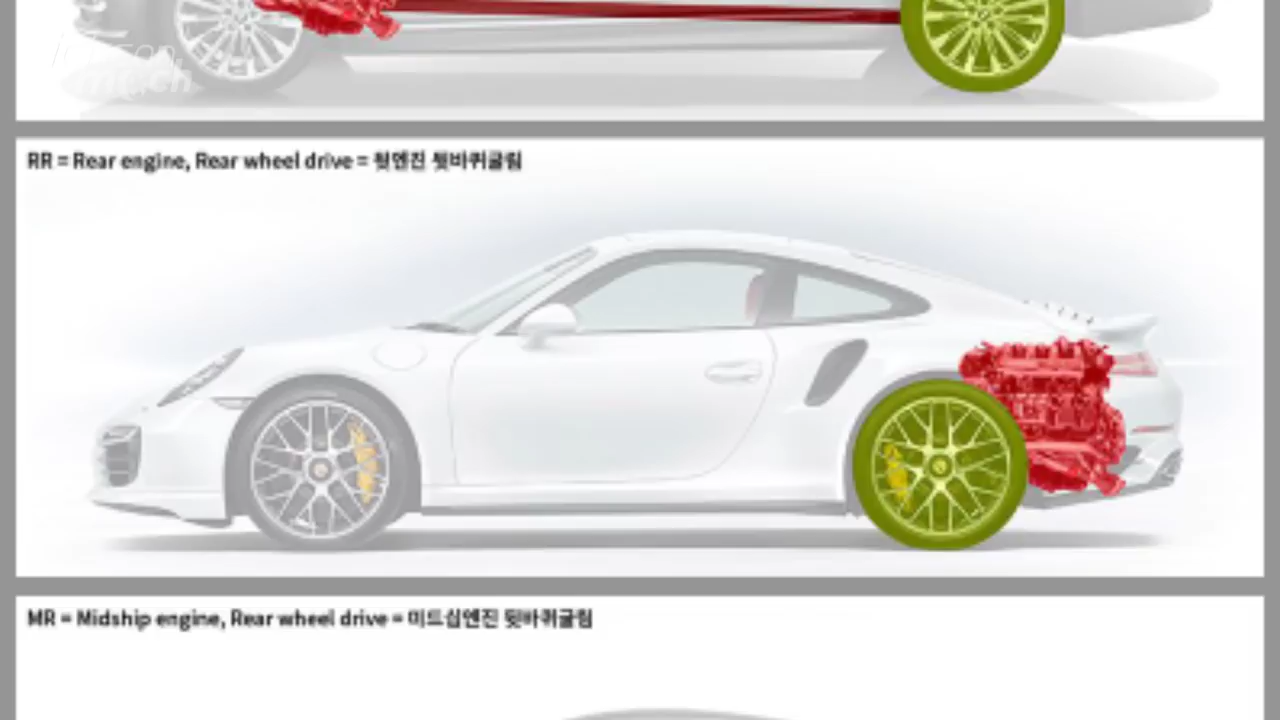 RR = Rear engine, Rear wheel drive = 뒷엔진 뒷바퀴굴림
MR = Midship engine, Rear wheel drive = 미드십엔진 뒷바퀴굴림